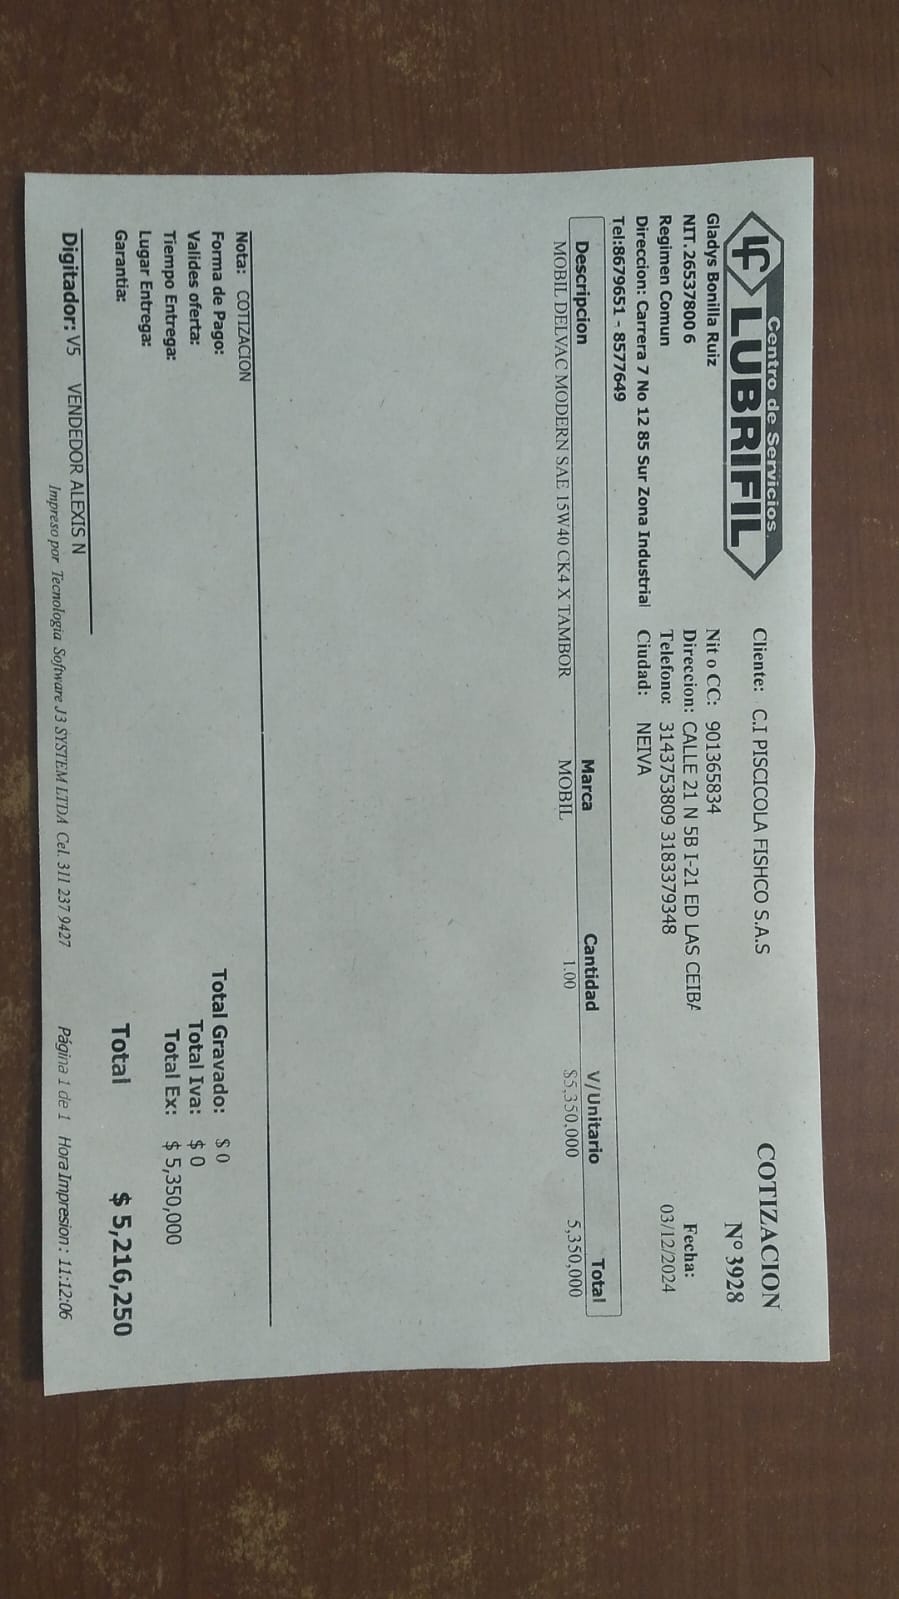 Centro de Servicios
LF LUBRIFIL
Gladys Bonilla Ruiz
NIT.26537800 6
Regimen Comun
Direccion: Carrera 7 No 12 85 Sur Zona Industrial
Tel:8679651 - 8577649
Cliente: C.I PISCICOLA FISHCO S.A.S
Nit o CC: 901365834
Direccion: CALLE 21 N 5B I-21 ED LAS CEIBA
Telefono: 3143753809 3183379348
Ciudad: NEIVA
COTIZACION
Nº 3928
Fecha:
03/12/2024
Descripcion Marca Cantidad V/Unitario Total
MOBIL DELVAC MODERN SAE 15W40 CK4 X TAMBOR MOBIL 1.00 $5,350,000 5,350,000
Nota: COTIZACION
Forma de Pago:
Valides oferta:
Tiempo Entrega:
Lugar Entrega:
Garantia:
Total Gravado: $ 0
Total Iva: $ 0
Total Ex: $ 5,350,000
Total $ 5,216,250
Digitador: V5 VENDEDOR ALEXIS N
Impreso por Tecnologia Software J3 SYSTEM LTDA Cel. 311 237 9427 Página 1 de 1 Hora Impresion : 11:12:06